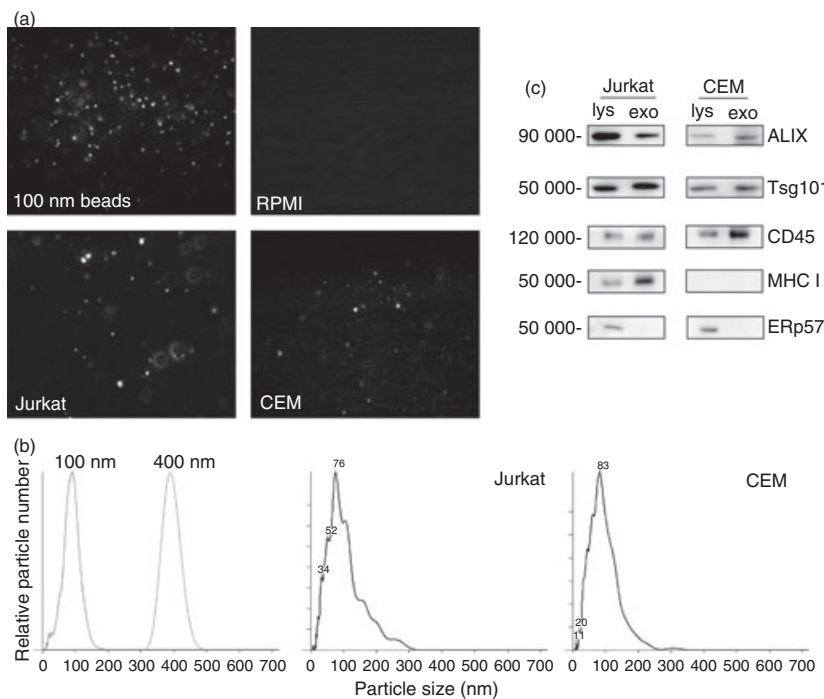 (a)
100 nm beads
RPMI
Jurkat
CEM
(c)
Jurkat CEM
lys exo lys exo
90 000- ALIX
50 000- Tsg101
120 000- CD45
50 000- MHC I
50 000- ERp57
(b)
Relative particle number
100 nm 400 nm
0 100 200 300 400 500 600 700
Jurkat
76
52
34
0 100 200 300 400 500 600 700
CEM
83
20
11
0 100 200 300 400 500 600 700
Particle size (nm)